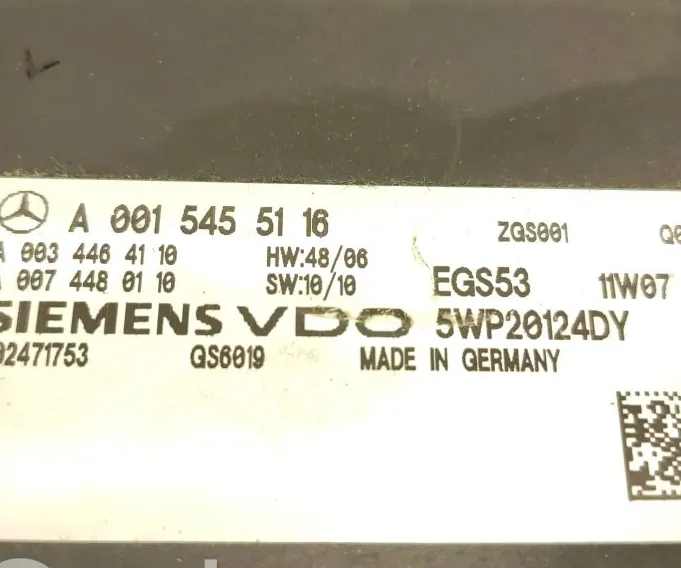 A 001 545 51 16 ZGS001
A 003 446 41 10 HW:48/06
007 448 01 10 SW:10/10 EGS53 11W07
SIEMENS VDO 5WP20124DY
02471753 QS6019 MADE IN GERMANY